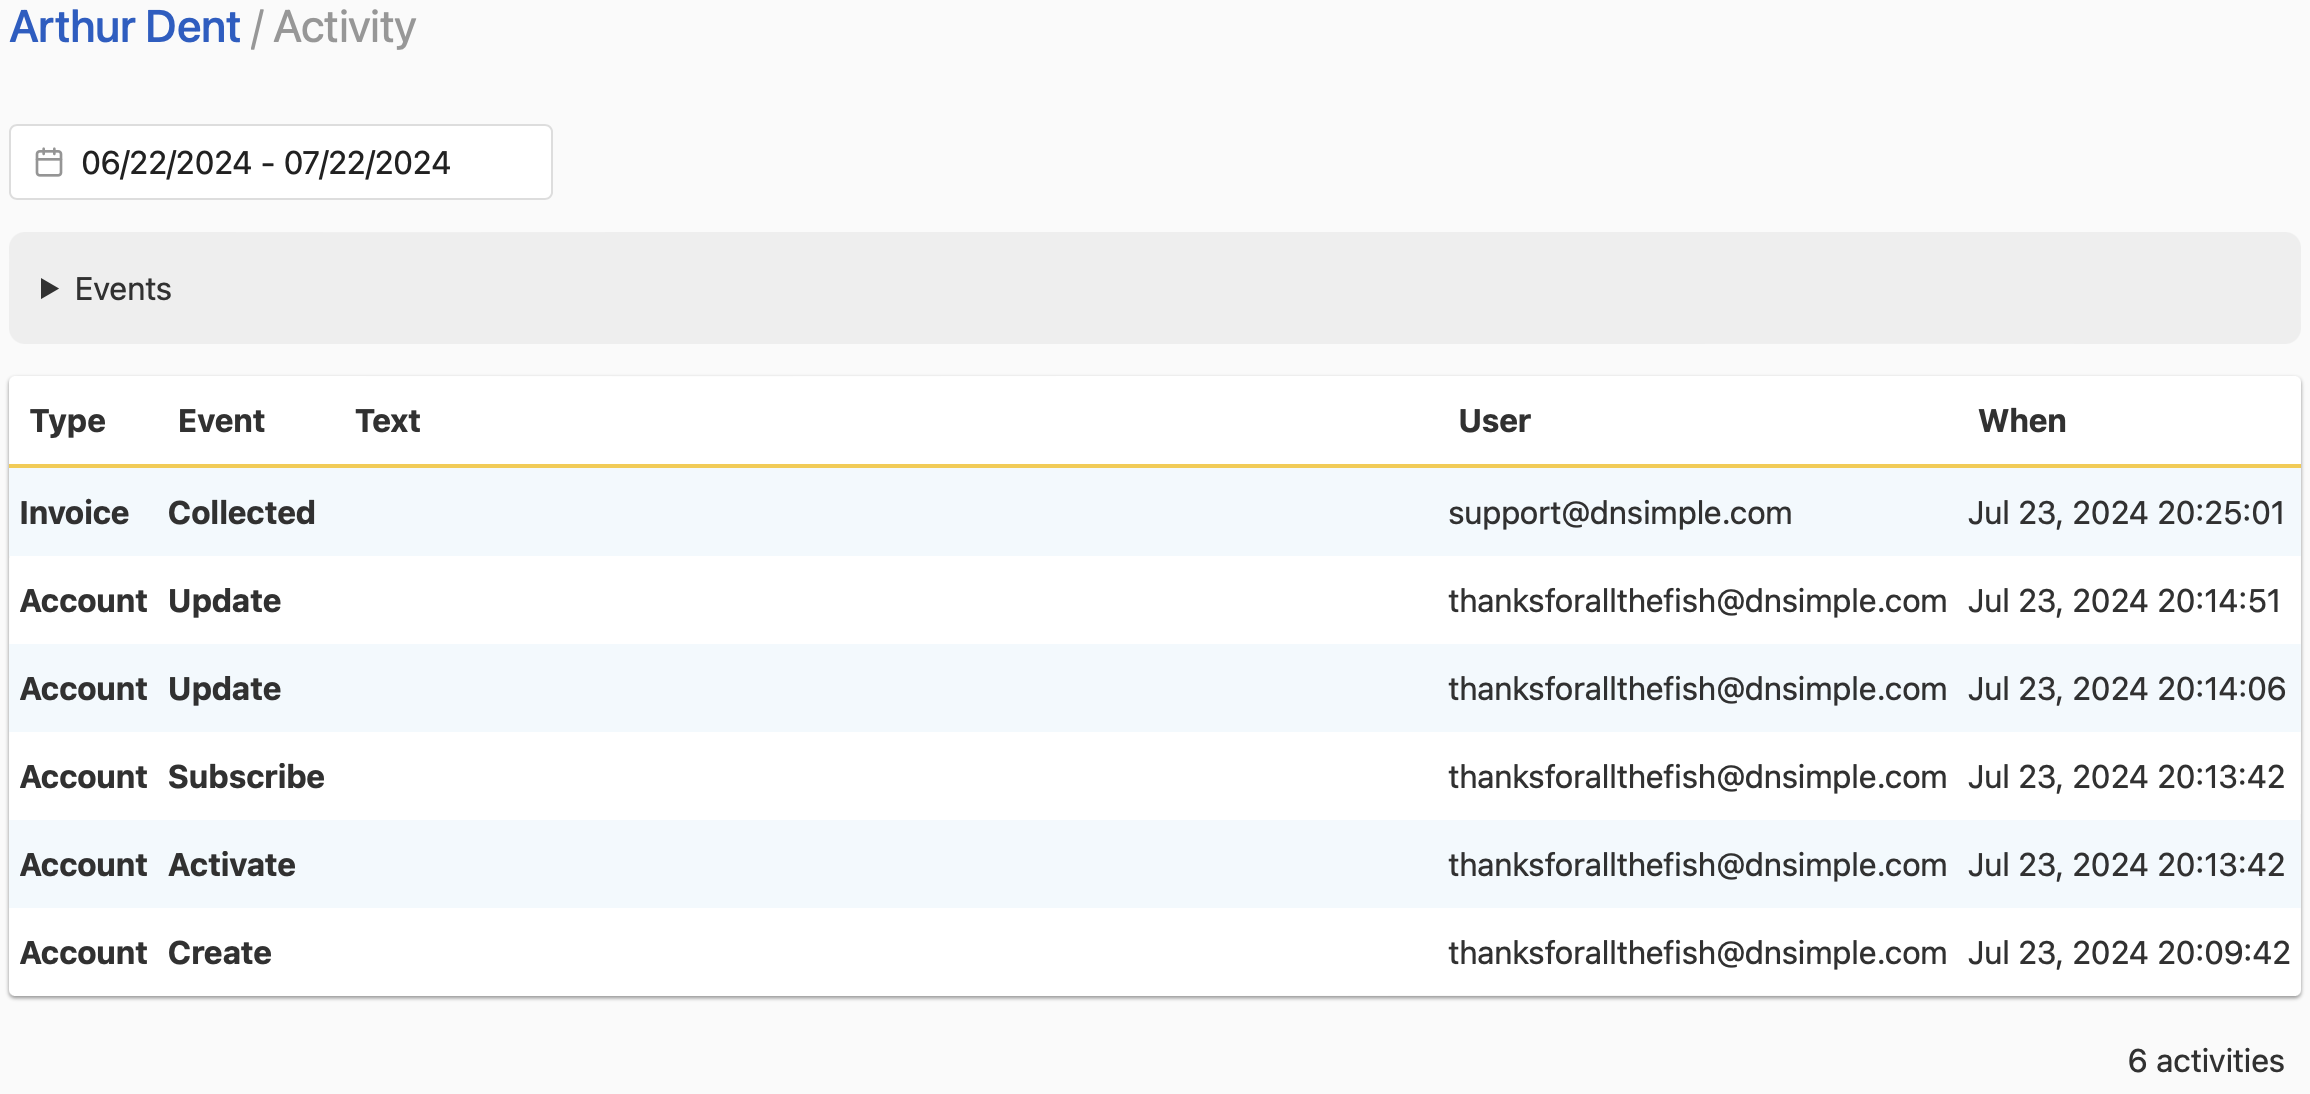 Arthur Dent / Activity
06/22/2024 - 07/22/2024
Events
Type Event Text User When
Invoice Collected support@dnsimple.com Jul 23, 2024 20:25:01
Account Update thanksforallthefish@dnsimple.com Jul 23, 2024 20:14:51
Account Update thanksforallthefish@dnsimple.com Jul 23, 2024 20:14:06
Account Subscribe thanksforallthefish@dnsimple.com Jul 23, 2024 20:13:42
Account Activate thanksforallthefish@dnsimple.com Jul 23, 2024 20:13:42
Account Create thanksforallthefish@dnsimple.com Jul 23, 2024 20:09:42
6 activities